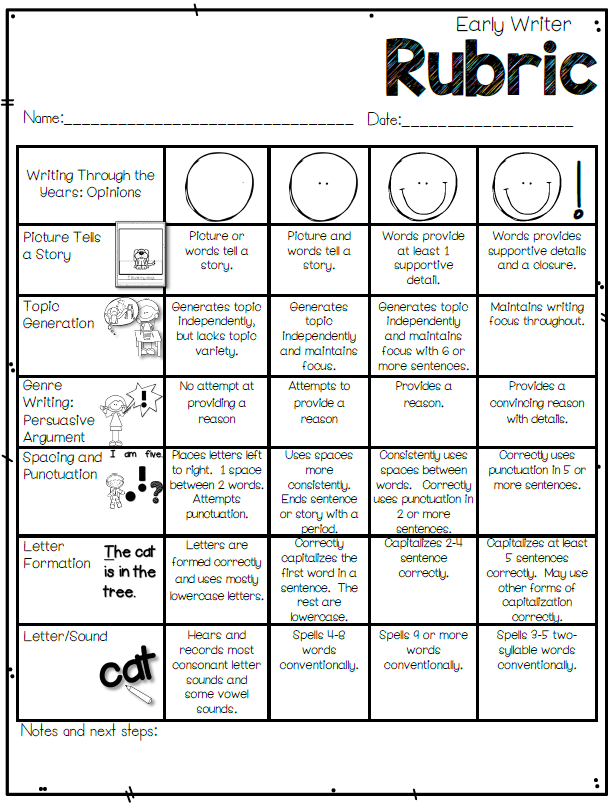 Early Writer
Rubric
Name:________________________________ Date:___________________
Writing Through the
Years: Opinions
!
Picture Tells
a Story
Picture or
words tell a
story.
Picture and
words tell a
story.
Words provide
at least 1
supportive
detail.
Words provides
supportive details
and a closure.
Topic
Generation
Generates topic
independently,
but lacks topic
variety.
Generates
topic
independently
and maintains
focus.
Generates topic
independently
and maintains
focus with 6 or
more sentences.
Maintains writing
focus throughout.
Genre
Writing:
Persuasive
Argument
!
No attempt at
providing a
reason
Attempts to
provide a
reason
Provides a
reason.
Provides a
convincing reason
with details.
Spacing and
Punctuation
I am five.
.!?
Places letters left
to right. 1 space
between 2 words.
Attempts
punctuation.
Uses spaces
more
consistently.
Ends sentence
or story with a
period.
Consistently uses
spaces between
words. Correctly
uses punctuation in
2 or more
sentences.
Correctly uses
punctuation in 5 or
more sentences.
Letter
Formation
The cat
is in the
tree.
Letters are
formed correctly
and uses mostly
lowercase letters.
Correctly
capitalizes the
first word in a
sentence. The
rest are
lowercase.
Capitalizes 2-4
sentence
correctly.
Capitalizes at least
5 sentences
correctly. May use
other forms of
capitalization
correctly.
Letter/Sound
cat
Hears and
records most
consonant letter
sounds and
some vowel
sounds.
Spells 4-8
words
conventionally.
Spells 9 or more
words
conventionally.
Spells 3-5 two-
syllable words
conventionally.
Notes and next steps: